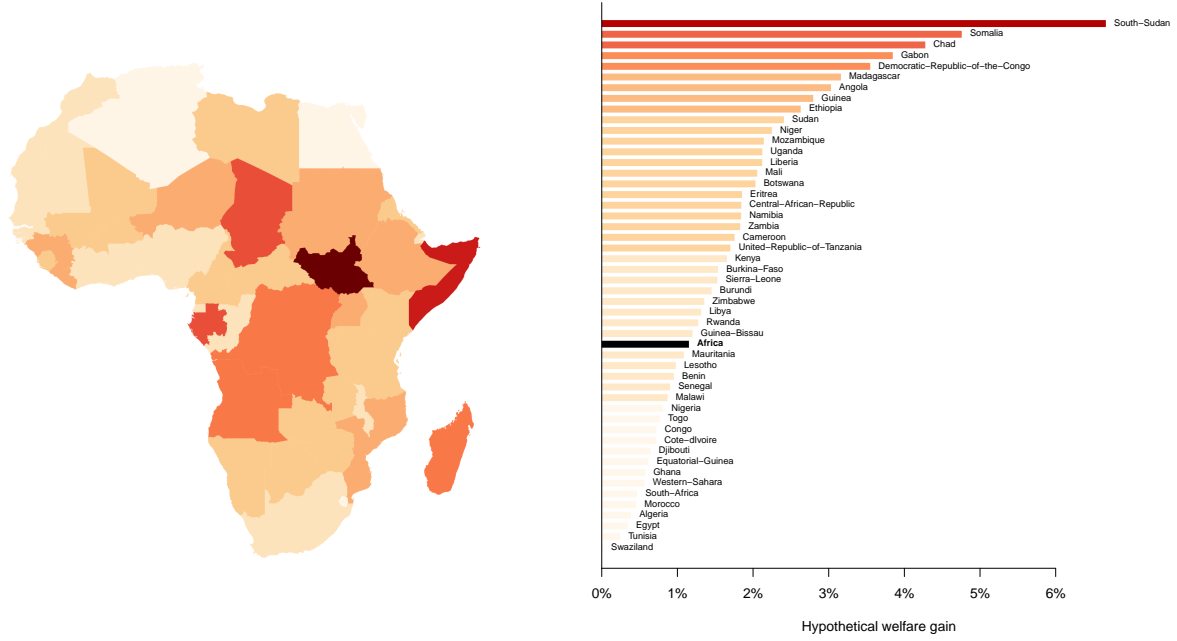 South−Sudan
Somalia
Chad
Gabon
Democratic−Republic−of−the−Congo
Madagascar
Angola
Guinea
Ethiopia
Sudan
Niger
Mozambique
Uganda
Liberia
Mali
Botswana
Eritrea
Central−African−Republic
Namibia
Zambia
Cameroon
United−Republic−of−Tanzania
Kenya
Burkina−Faso
Sierra−Leone
Burundi
Zimbabwe
Libya
Rwanda
Guinea−Bissau
Africa
Mauritania
Lesotho
Benin
Senegal
Malawi
Nigeria
Togo
Congo
Cote−dIvoire
Djibouti
Equatorial−Guinea
Ghana
Western−Sahara
South−Africa
Morocco
Algeria
Egypt
Tunisia
Swaziland
0% 1% 2% 3% 4% 5% 6%
Hypothetical welfare gain